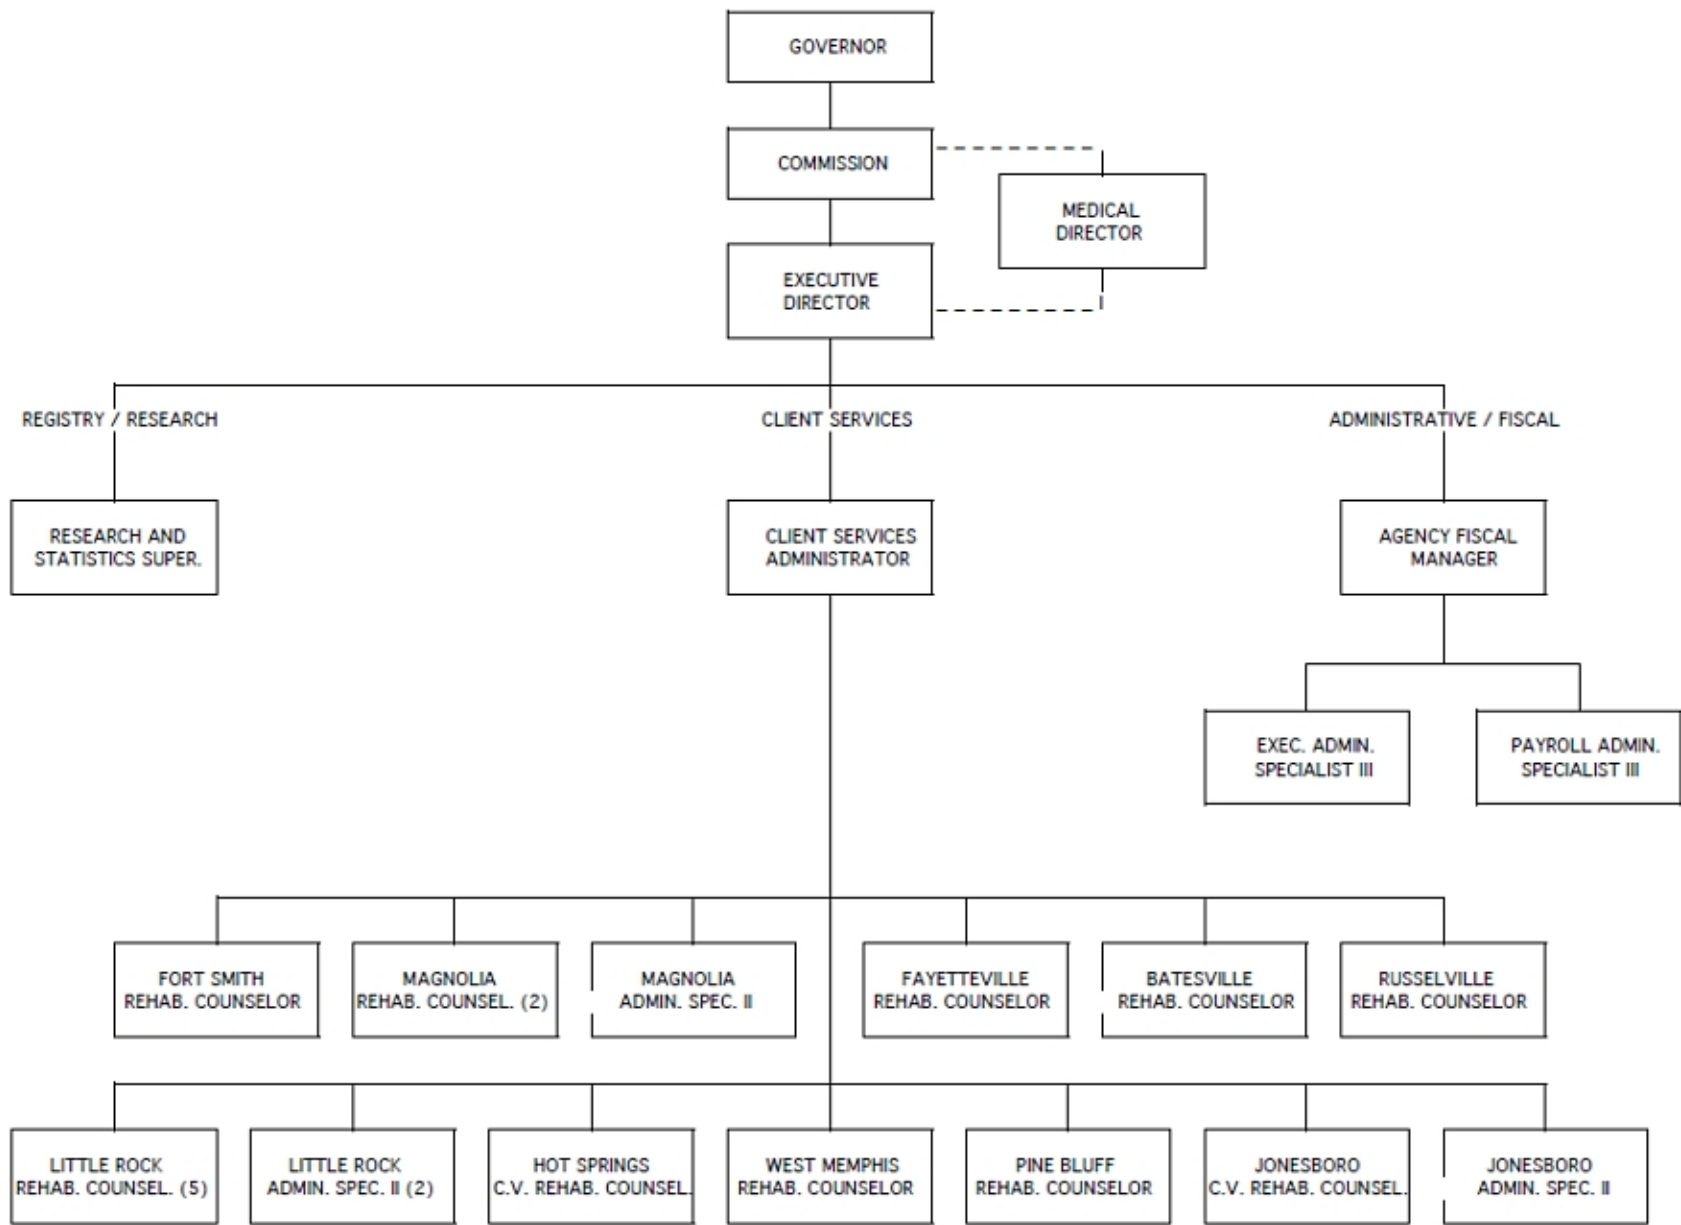 GOVERNOR
COMMISSION
MEDICAL
DIRECTOR
EXECUTIVE
DIRECTOR
REGISTRY / RESEARCH
CLIENT SERVICES
ADMINISTRATIVE / FISCAL
RESEARCH AND
STATISTICS SUPER.
CLIENT SERVICES
ADMINISTRATOR
AGENCY FISCAL
MANAGER
EXEC. ADMIN.
SPECIALIST III
PAYROLL ADMIN.
SPECIALIST III
FORT SMITH
REHAB. COUNSELOR
MAGNOLIA
REHAB. COUNSEL. (2)
MAGNOLIA
ADMIN. SPEC. II
FAYETTEVILLE
REHAB. COUNSELOR
BATESVILLE
REHAB. COUNSELOR
RUSSELVILLE
REHAB. COUNSELOR
LITTLE ROCK
REHAB. COUNSEL. (5)
LITTLE ROCK
ADMIN. SPEC. II (2)
HOT SPRINGS
C.V. REHAB. COUNSEL.
WEST MEMPHIS
REHAB. COUNSELOR
PINE BLUFF
REHAB. COUNSELOR
JONESBORO
C.V. REHAB. COUNSEL.
JONESBORO
ADMIN. SPEC. II